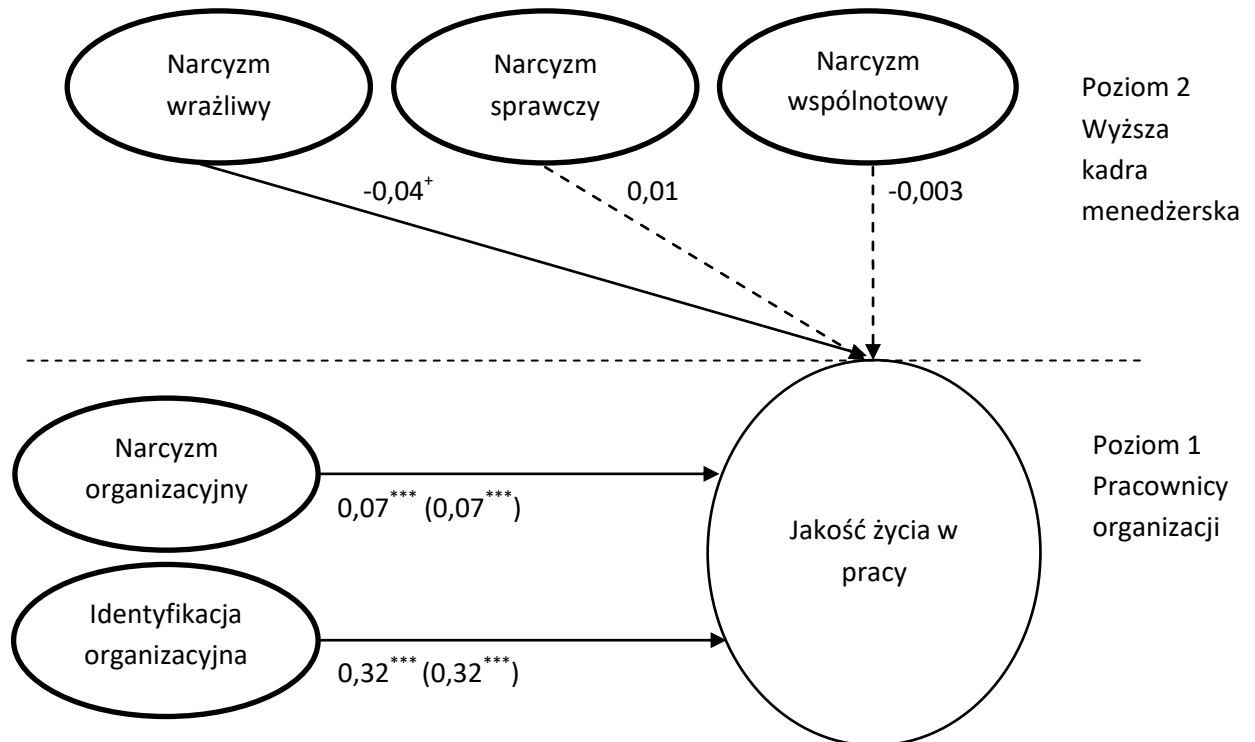 Narcyzm
wrażliwy
Narcyzm
sprawczy
Narcyzm
wspólnotowy
Poziom 2
Wyższa
kadra
menedżerska
-0,04⁺
0,01
-0,003
Narcyzm
organizacyjny
0,07*** (0,07***)
Identyfikacja
organizacyjna
0,32*** (0,32***)
Jakość życia w
pracy
Poziom 1
Pracownicy
organizacji